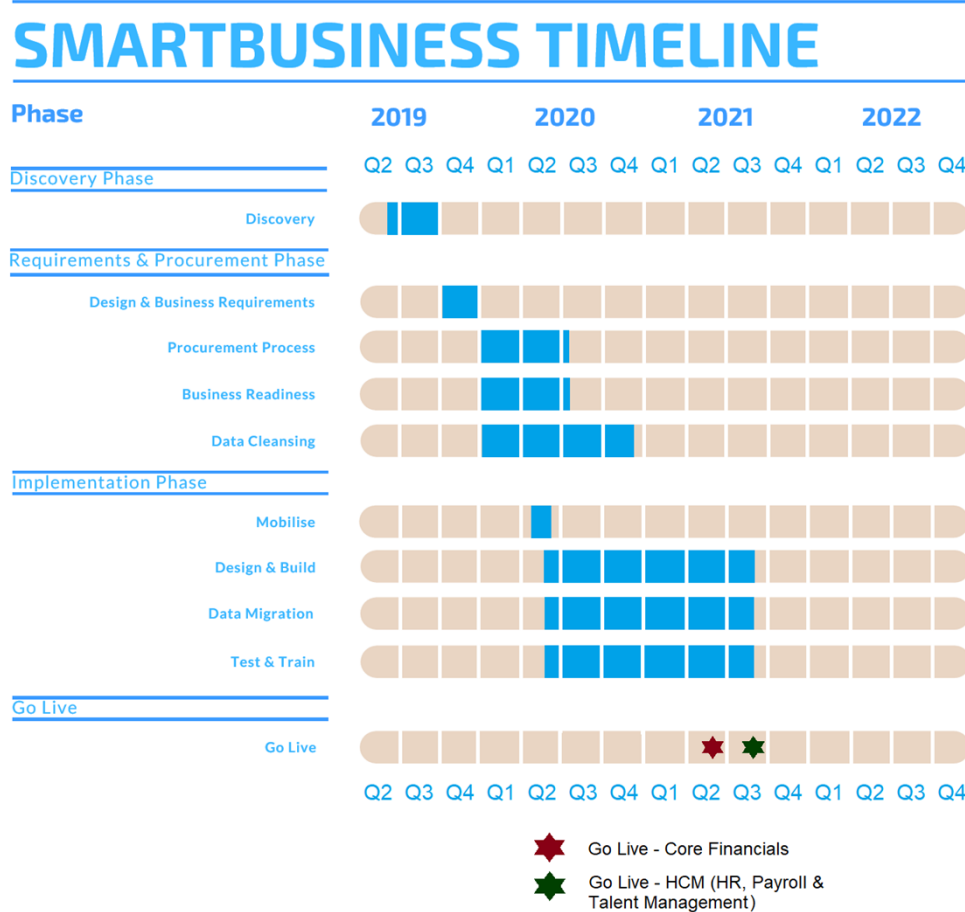 SMARTBUSINESS TIMELINE
Phase 2019 2020 2021 2022
Q2 Q3 Q4 Q1 Q2 Q3 Q4 Q1 Q2 Q3 Q4 Q1 Q2 Q3 Q4
Discovery Phase
Discovery
Requirements & Procurement Phase
Design & Business Requirements
Procurement Process
Business Readiness
Data Cleansing
Implementation Phase
Mobilise
Design & Build
Data Migration
Test & Train
Go Live
Go Live
Q2 Q3 Q4 Q1 Q2 Q3 Q4 Q1 Q2 Q3 Q4 Q1 Q2 Q3 Q4
Go Live - Core Financials
Go Live - HCM (HR, Payroll &
Talent Management)